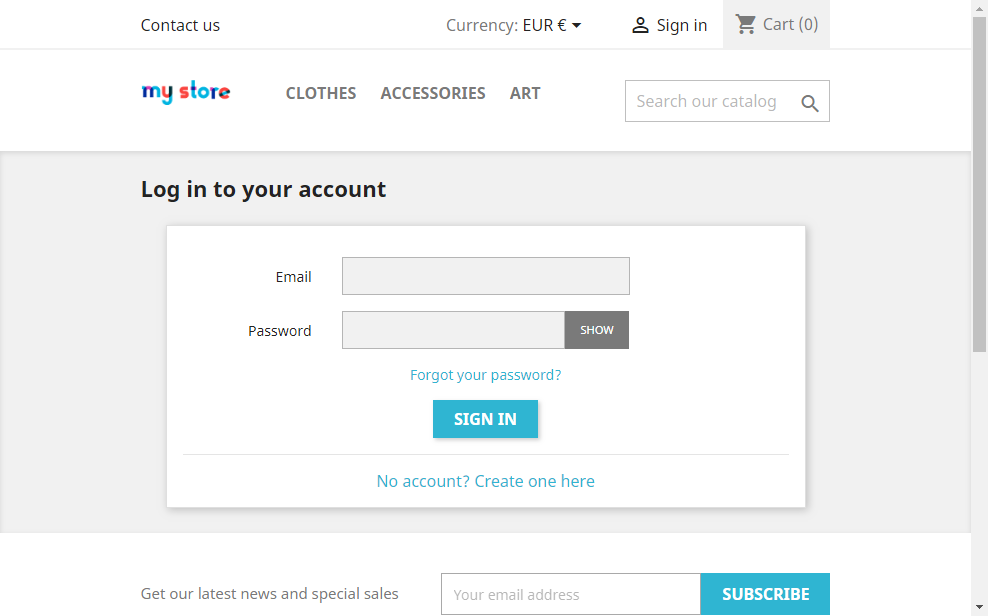 Contact us
Currency: EUR €
Sign in
Cart (0)
my store
CLOTHES
ACCESSORIES
ART
Search our catalog
Log in to your account
Email
Password
SHOW
Forgot your password?
SIGN IN
No account? Create one here
Get our latest news and special sales
Your email address
SUBSCRIBE